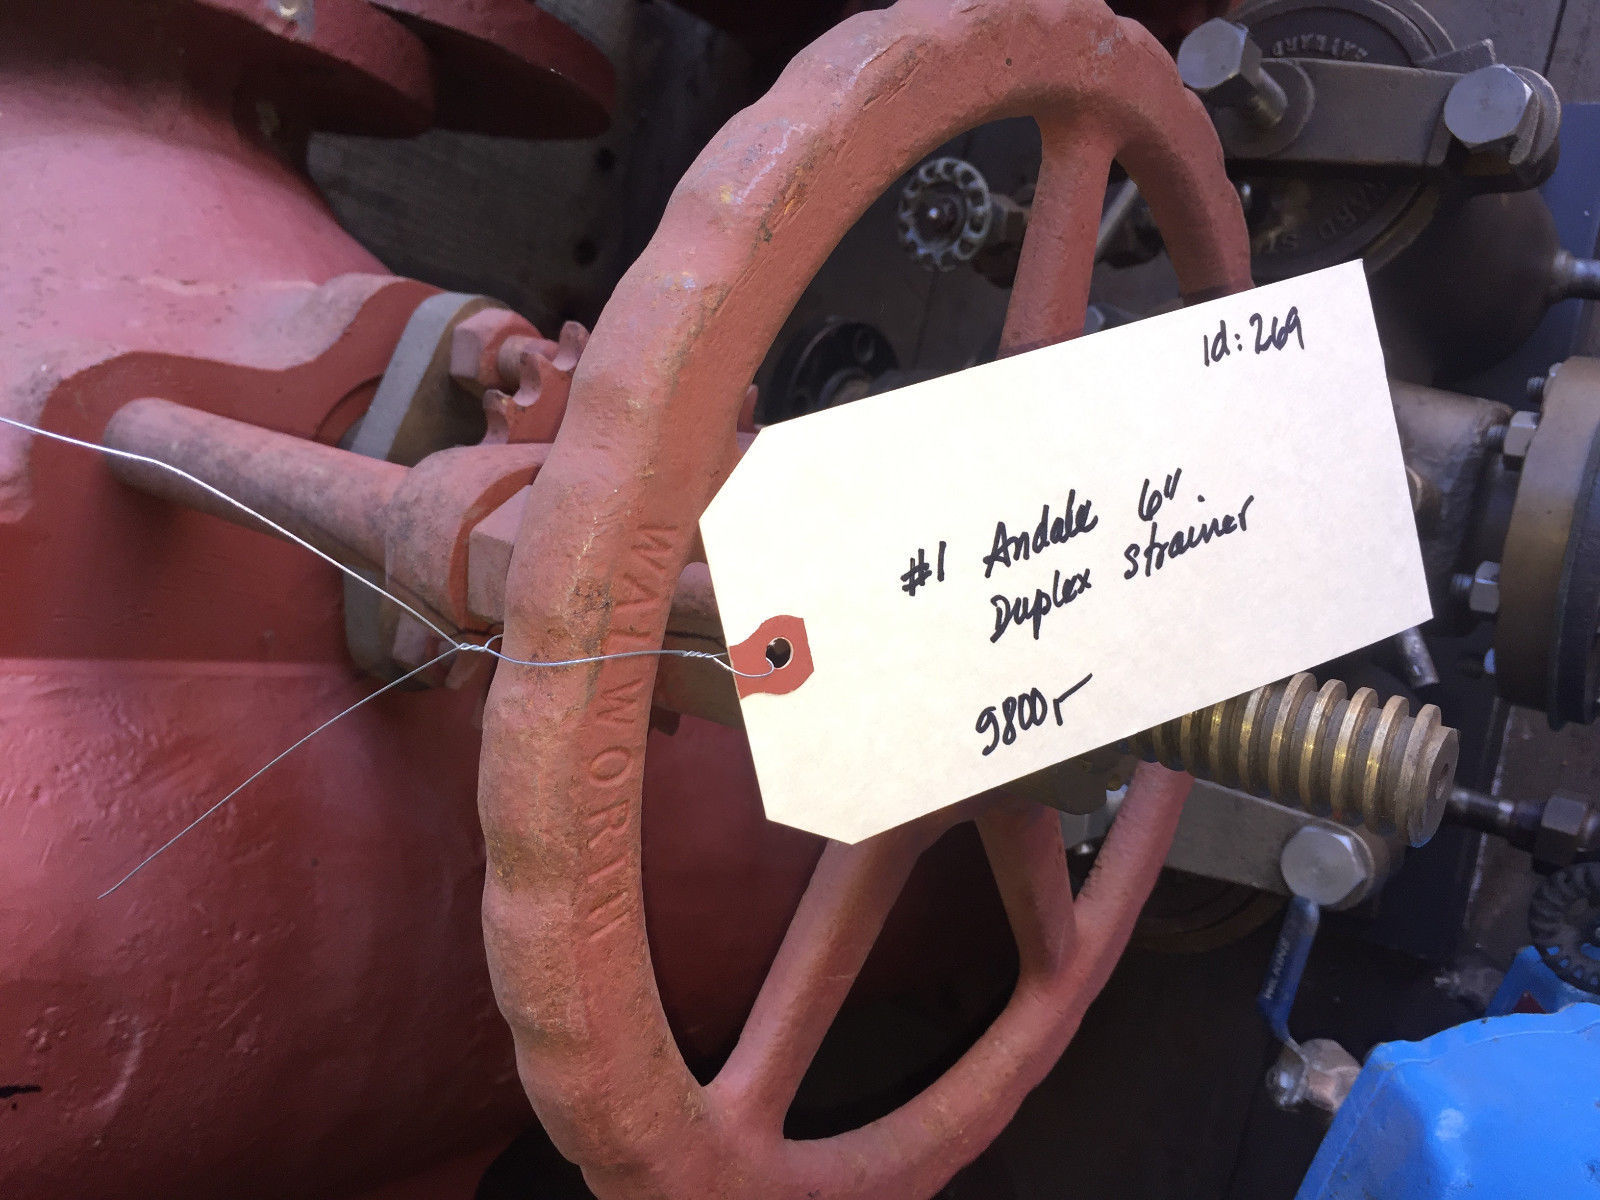 Id: 269
#1 Andale 6"
Duplex Strainer
9800,-
WALWORTH